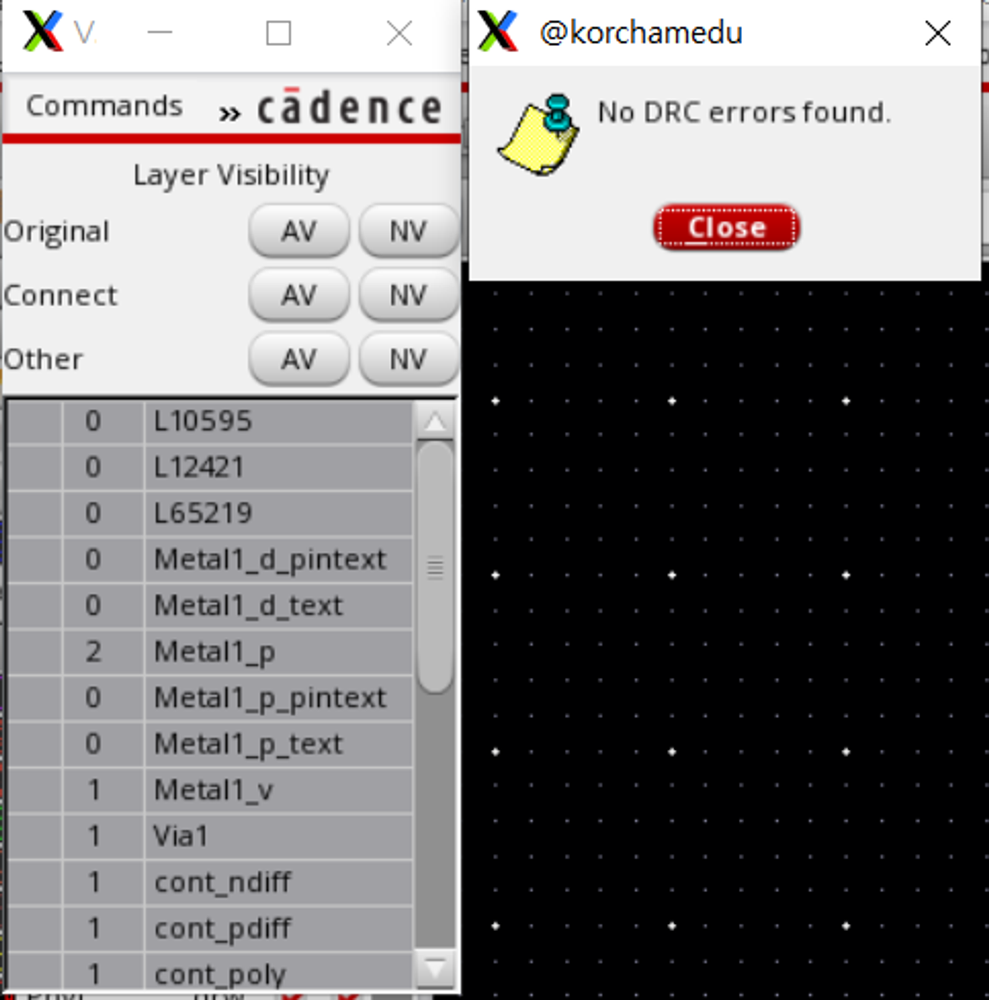 V.
@korchamedu
Commands » cādence
No DRC errors found.
Close
Layer Visibility
Original AV NV
Connect AV NV
Other AV NV
0 L10595
0 L12421
0 L65219
0 Metal1_d_pintext
0 Metal1_d_text
2 Metal1_p
0 Metal1_p_pintext
0 Metal1_p_text
1 Metal1_v
1 Via1
1 cont_ndiff
1 cont_pdiff
1 cont_poly